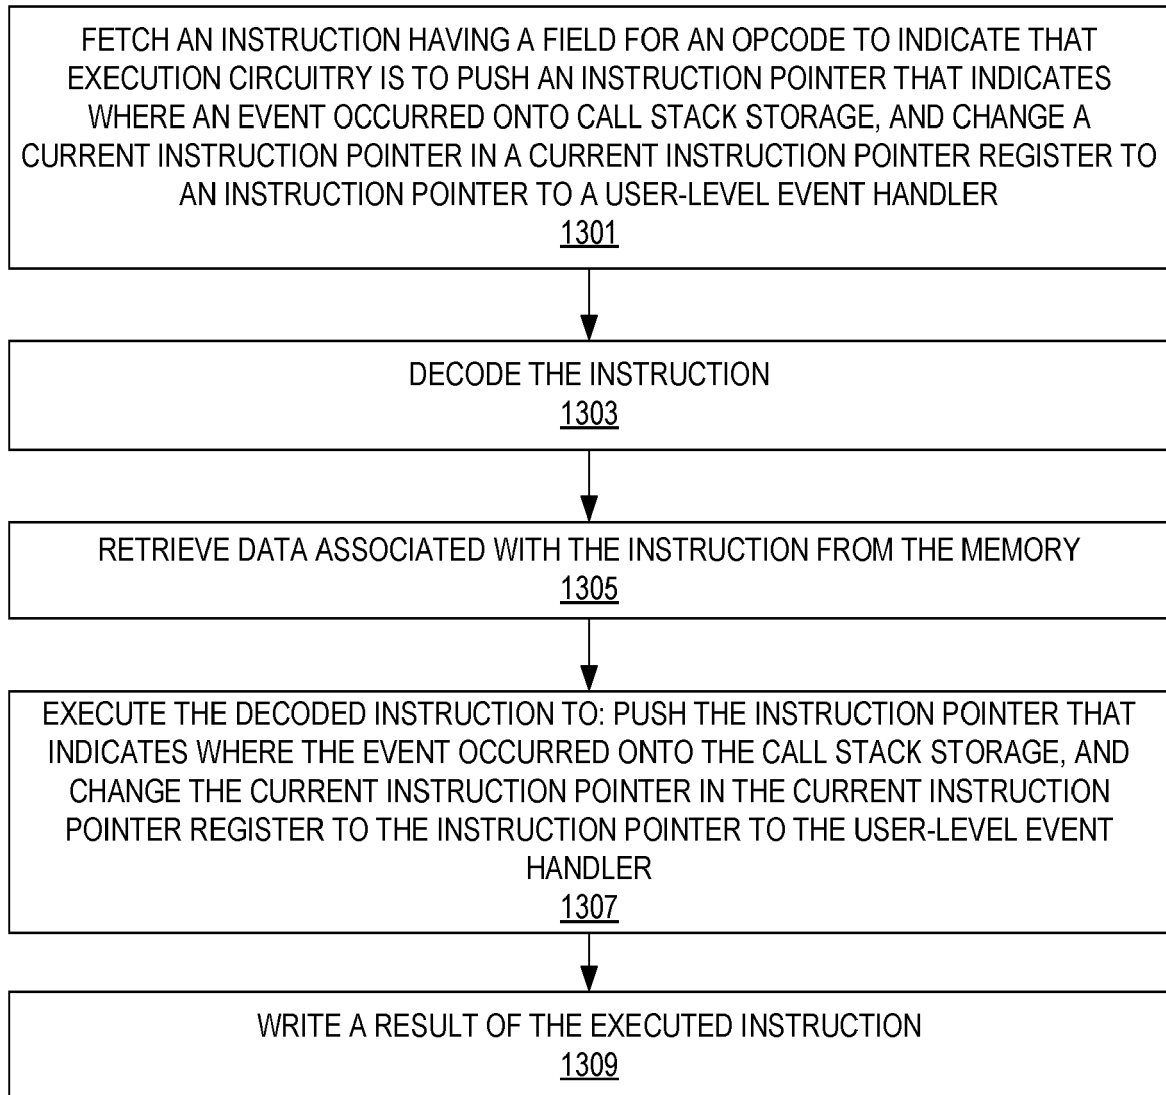 FETCH AN INSTRUCTION HAVING A FIELD FOR AN OPCODE TO INDICATE THAT
EXECUTION CIRCUITRY IS TO PUSH AN INSTRUCTION POINTER THAT INDICATES
WHERE AN EVENT OCCURRED ONTO CALL STACK STORAGE, AND CHANGE A
CURRENT INSTRUCTION POINTER IN A CURRENT INSTRUCTION POINTER REGISTER TO
AN INSTRUCTION POINTER TO A USER-LEVEL EVENT HANDLER
1301
DECODE THE INSTRUCTION
1303
RETRIEVE DATA ASSOCIATED WITH THE INSTRUCTION FROM THE MEMORY
1305
EXECUTE THE DECODED INSTRUCTION TO: PUSH THE INSTRUCTION POINTER THAT
INDICATES WHERE THE EVENT OCCURRED ONTO THE CALL STACK STORAGE, AND
CHANGE THE CURRENT INSTRUCTION POINTER IN THE CURRENT INSTRUCTION
POINTER REGISTER TO THE INSTRUCTION POINTER TO THE USER-LEVEL EVENT
HANDLER
1307
WRITE A RESULT OF THE EXECUTED INSTRUCTION
1309